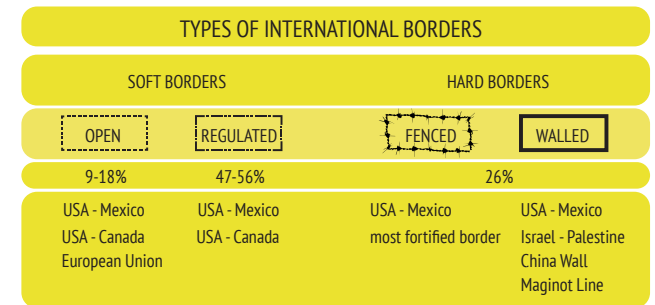 TYPES OF INTERNATIONAL BORDERS
SOFT BORDERS HARD BORDERS
OPEN REGULATED FENCED WALLED
9-18% 47-56% 26%
USA - Mexico USA - Mexico USA - Mexico USA - Mexico
USA - Canada USA - Canada most fortified border Israel - Palestine
European Union China Wall
Maginot Line